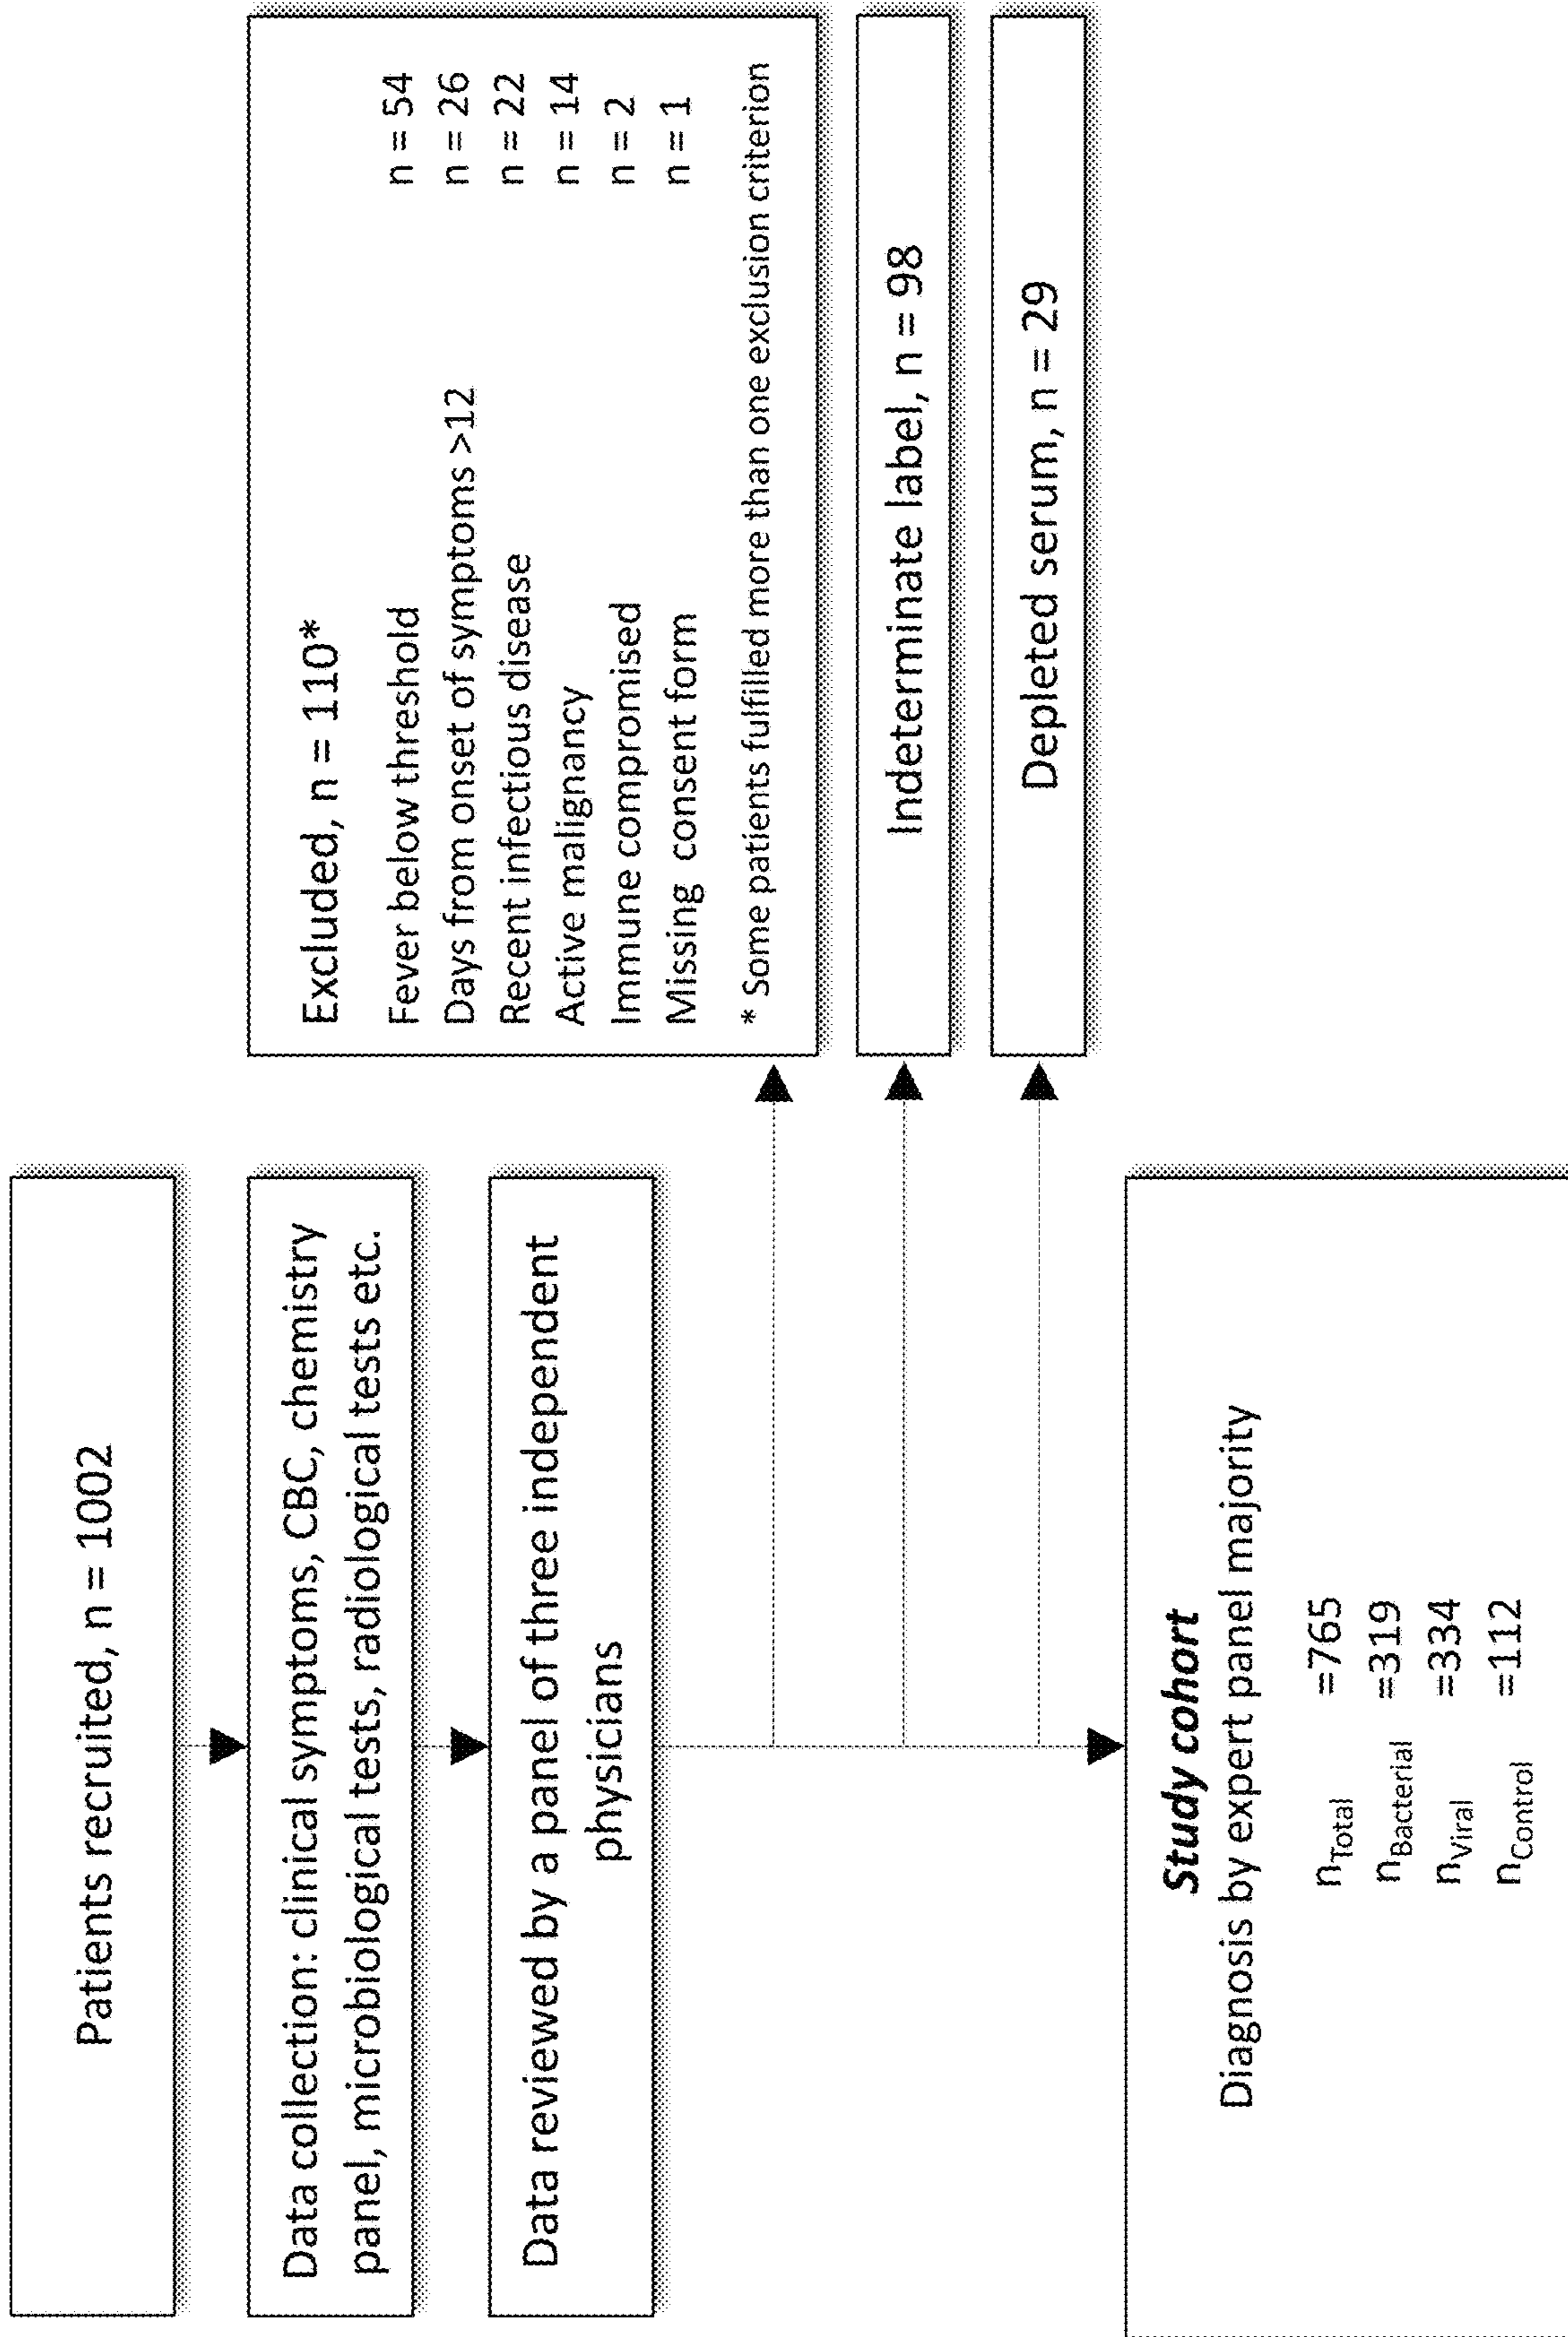 Patients recruited, n = 1002
Data collection: clinical symptoms, CBC, chemistry
panel, microbiological tests, radiological tests etc.
Data reviewed by a panel of three independent
physicians
Excluded, n = 110*
Fever below threshold n = 54
Days from onset of symptoms >12 n = 26
Recent infectious disease n = 22
Active malignancy n = 14
Immune compromised n = 2
Missing consent form n = 1
* Some patients fulfilled more than one exclusion criterion
Indeterminate label, n = 98
Depleted serum, n = 29
Study cohort
Diagnosis by expert panel majority
nTotal =765
nBacterial =319
nViral =334
nControl =112